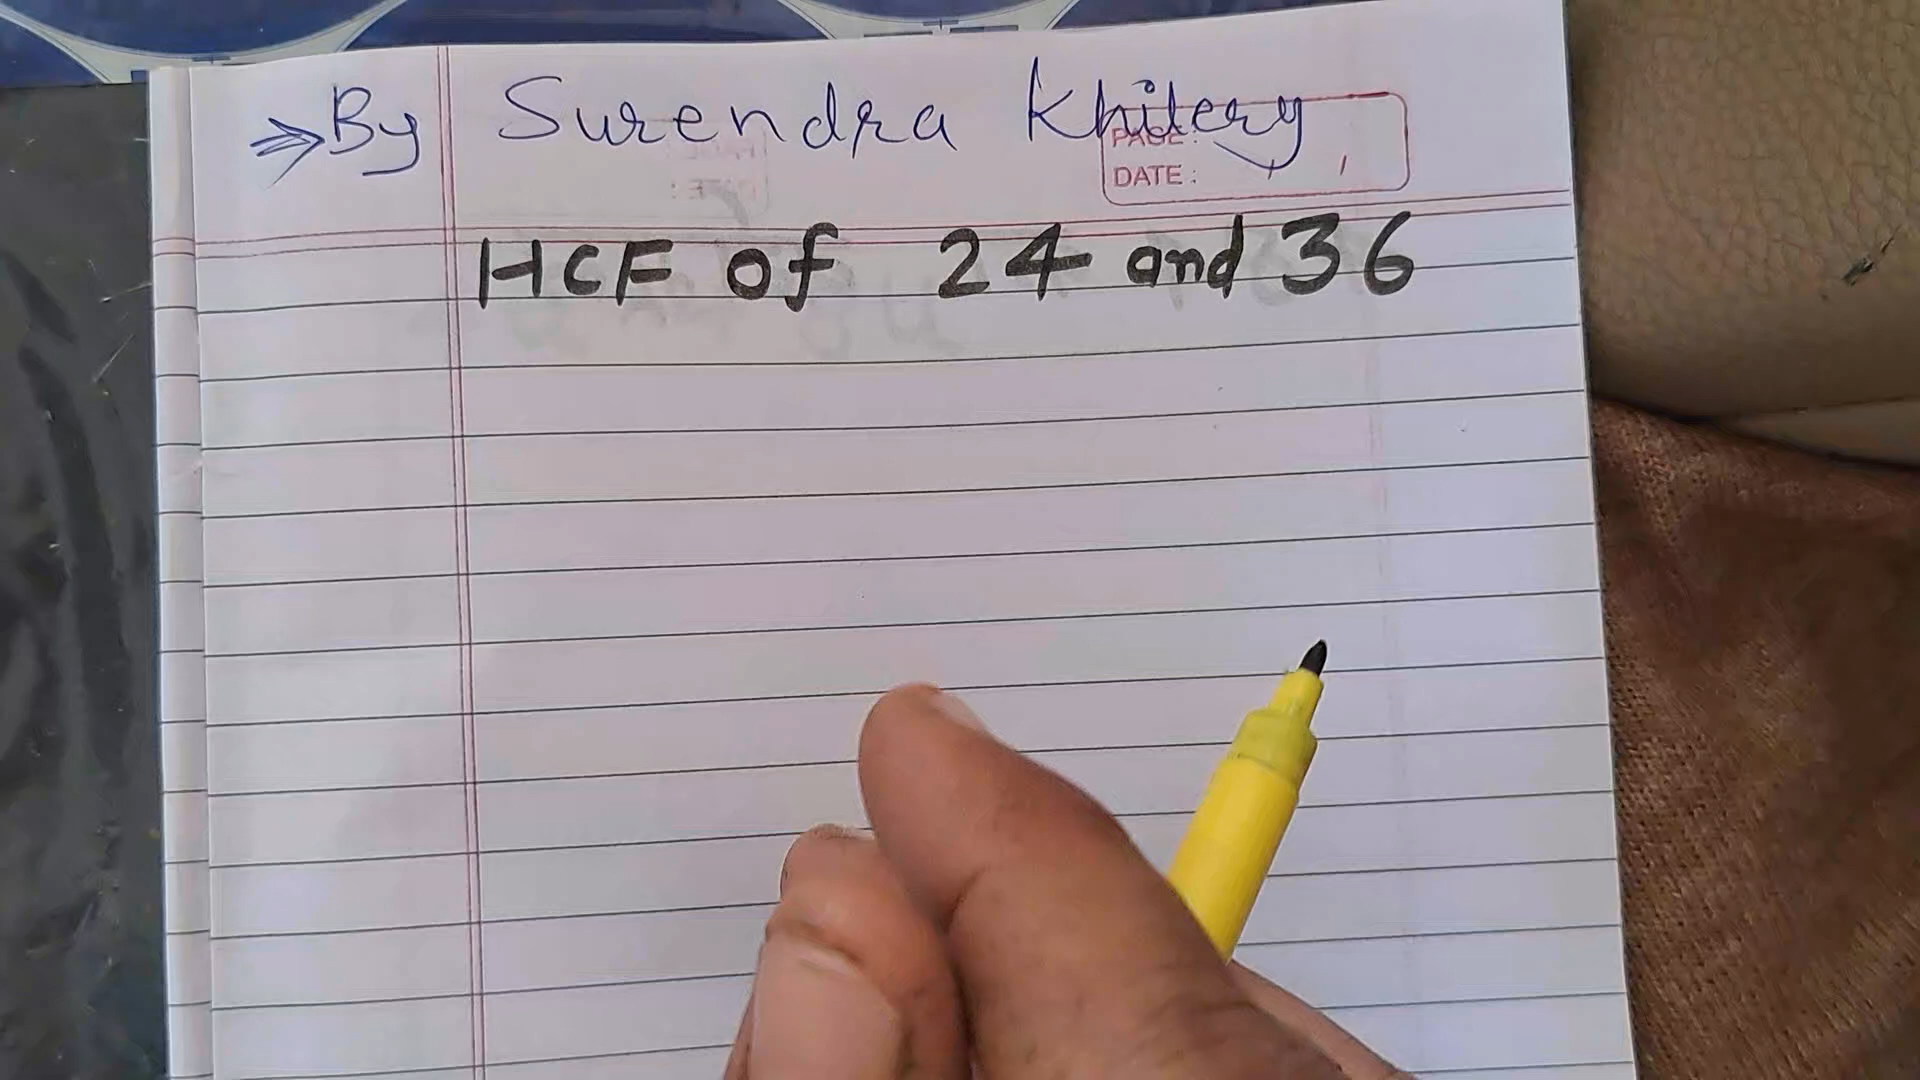 ⇒By Surendra Khilery
PAGE :
DATE : / /
HCF of 24 and 36